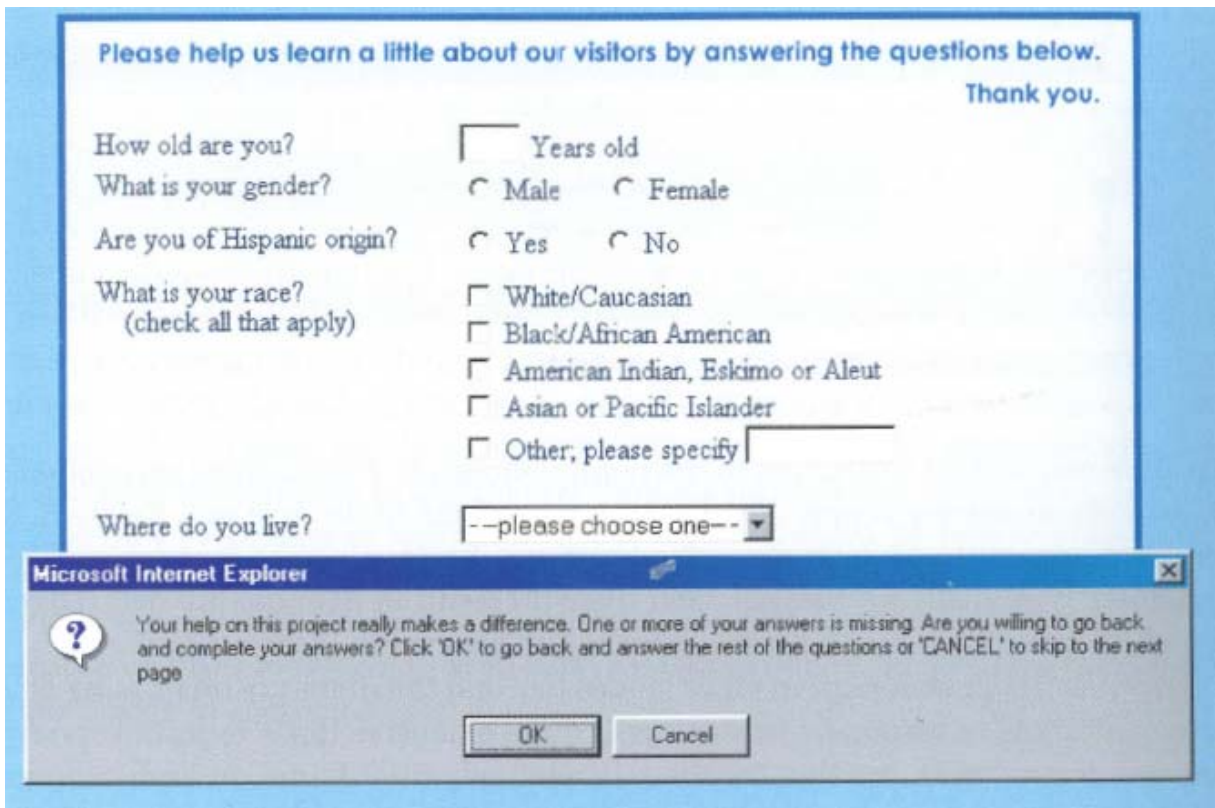 Please help us learn a little about our visitors by answering the questions below.
Thank you.
How old are you? Years old
What is your gender? Male Female
Are you of Hispanic origin? Yes No
What is your race? White/Caucasian
(check all that apply) Black/African American
American Indian, Eskimo or Aleut
Asian or Pacific Islander
Other, please specify
Where do you live? --please choose one--
Microsoft Internet Explorer
Your help on this project really makes a difference. One or more of your answers is missing. Are you willing to go back
and complete your answers? Click 'OK' to go back and answer the rest of the questions or 'CANCEL' to skip to the next
page
OK Cancel